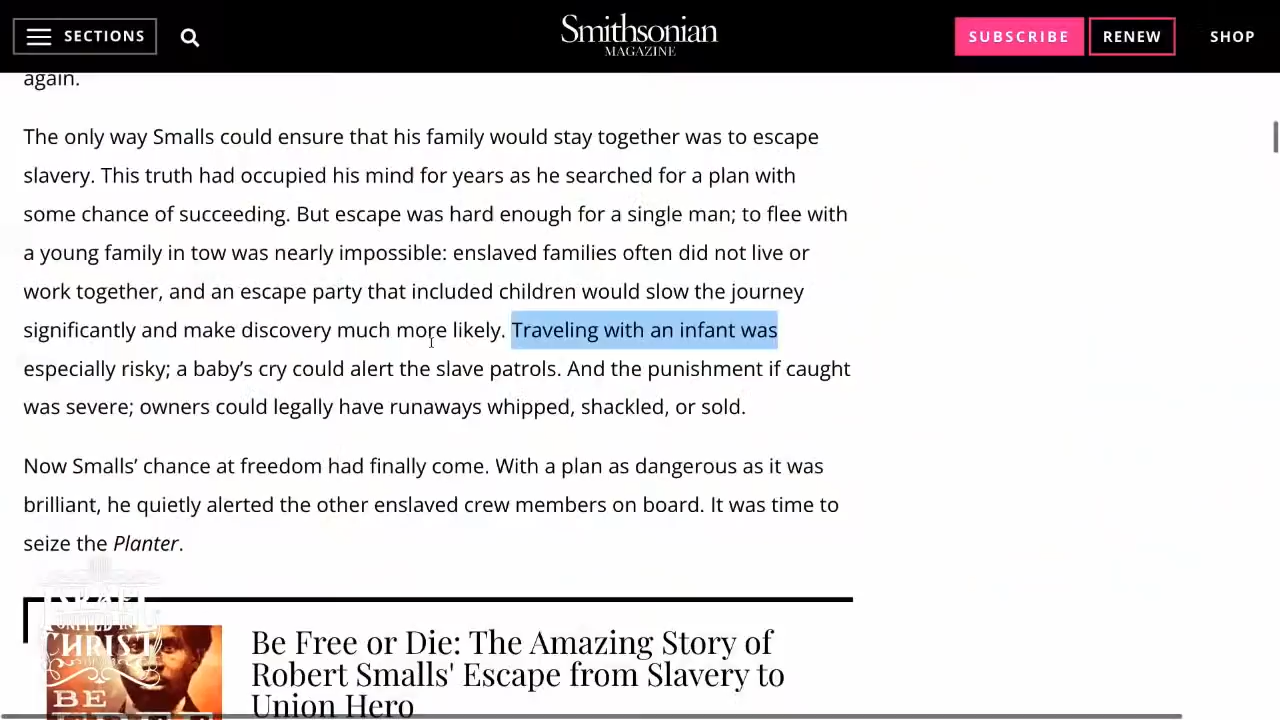 SECTIONS
Smithsonian
MAGAZINE
SUBSCRIBE
RENEW
SHOP
again.
The only way Smalls could ensure that his family would stay together was to escape
slavery. This truth had occupied his mind for years as he searched for a plan with
some chance of succeeding. But escape was hard enough for a single man; to flee with
a young family in tow was nearly impossible: enslaved families often did not live or
work together, and an escape party that included children would slow the journey
significantly and make discovery much more likely. Traveling with an infant was
especially risky; a baby’s cry could alert the slave patrols. And the punishment if caught
was severe; owners could legally have runaways whipped, shackled, or sold.
Now Smalls’ chance at freedom had finally come. With a plan as dangerous as it was
brilliant, he quietly alerted the other enslaved crew members on board. It was time to
seize the Planter.
ISRAEL
UNITED IN
CHRIST
BE
Be Free or Die: The Amazing Story of
Robert Smalls' Escape from Slavery to
Union Hero